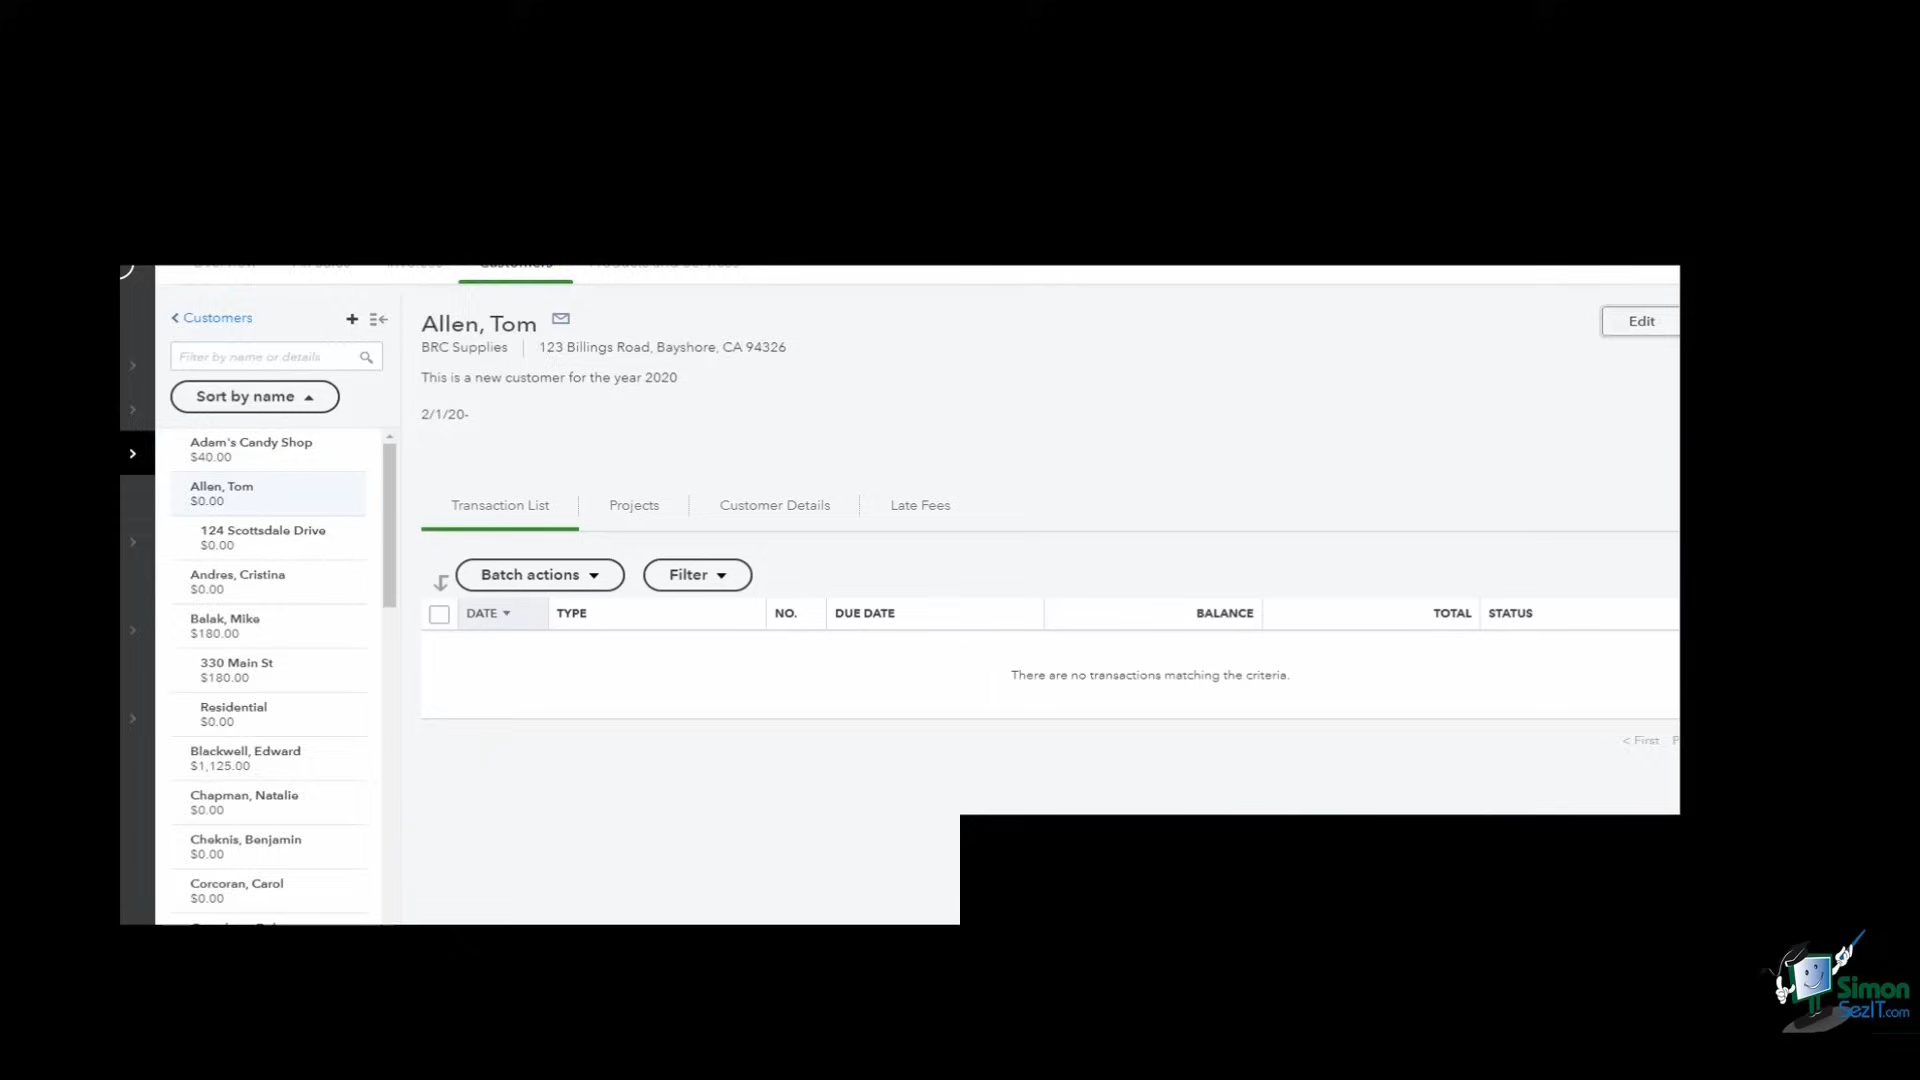 Customers
Customers
Filter by name or details
Sort by name
Adam's Candy Shop
$40.00
Allen, Tom
$0.00
124 Scottsdale Drive
$0.00
Andres, Cristina
$0.00
Balak, Mike
$180.00
330 Main St
$180.00
Residential
$0.00
Blackwell, Edward
$1,125.00
Chapman, Natalie
$0.00
Cheknis, Benjamin
$0.00
Corcoran, Carol
$0.00
Allen, Tom
Edit
BRC Supplies 123 Billings Road, Bayshore, CA 94326
This is a new customer for the year 2020
2/1/20-
Transaction List Projects Customer Details Late Fees
Batch actions Filter
DATE TYPE NO. DUE DATE BALANCE TOTAL STATUS
There are no transactions matching the criteria.
< First
Simon
SezIT.com